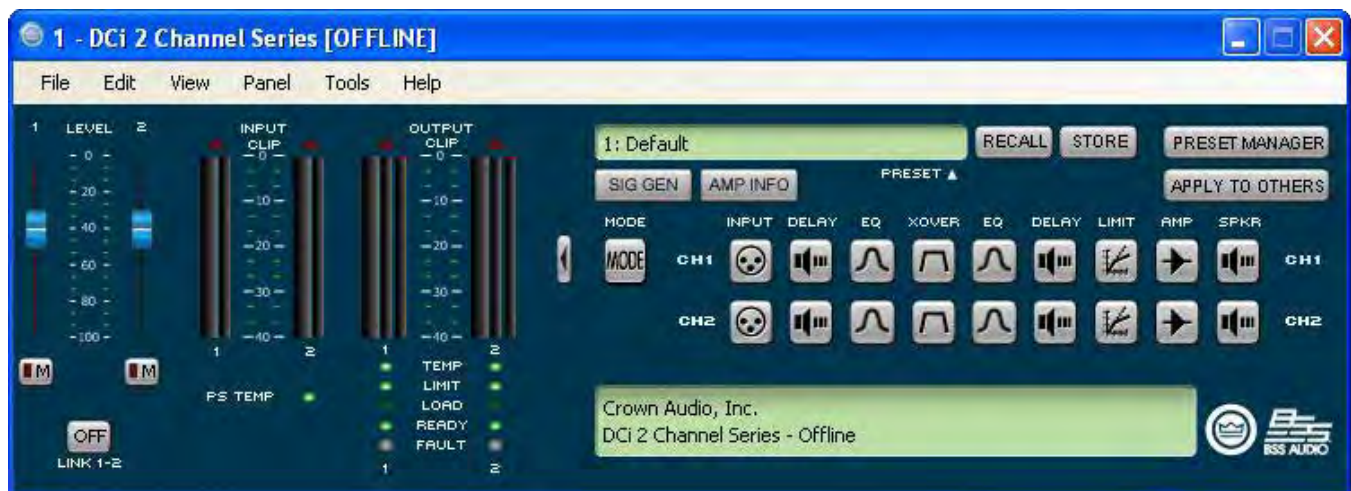 1 - DCi 2 Channel Series [OFFLINE]
File Edit View Panel Tools Help
1 LEVEL 2
- 0 -
- 20 -
- 40 -
- 60 -
- 80 -
-100 -
M M
OFF
LINK 1-2
INPUT
CLIP
-0-
-10-
-20-
-30-
-40-
1 2
PS TEMP
OUTPUT
CLIP
-0-
-10-
-20-
-30-
-40-
1 2
TEMP
LIMIT
LOAD
READY
FAULT
1 2
1: Default RECALL STORE PRESET MANAGER
SIG GEN AMP INFO PRESET ▲ APPLY TO OTHERS
MODE INPUT DELAY EQ XOVER EQ DELAY LIMIT AMP SPKR
MODE CH1 CH1
CH2 CH2
Crown Audio, Inc.
DCi 2 Channel Series - Offline
BSS AUDIO